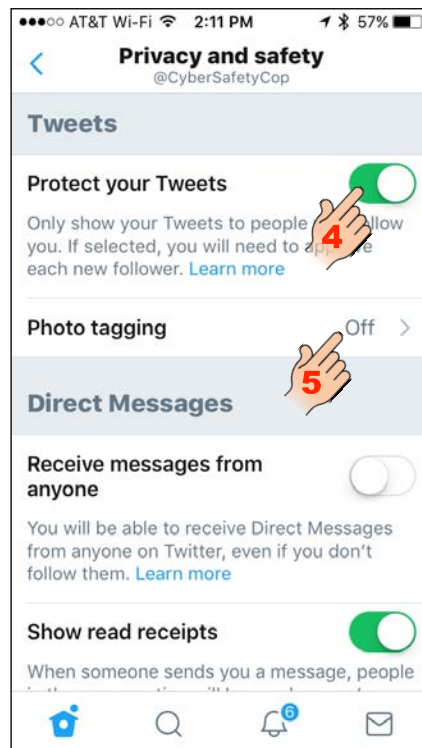 AT&T Wi-Fi 2:11 PM 57%
Privacy and safety
@CyberSafetyCop
Tweets
Protect your Tweets
Only show your Tweets to people llow
you. If selected, you will need to
each new follower. Learn more
4
Photo tagging Off
5
Direct Messages
Receive messages from
anyone
You will be able to receive Direct Messages
from anyone on Twitter, even if you don't
follow them. Learn more
Show read receipts
When someone sends you a message, people
6